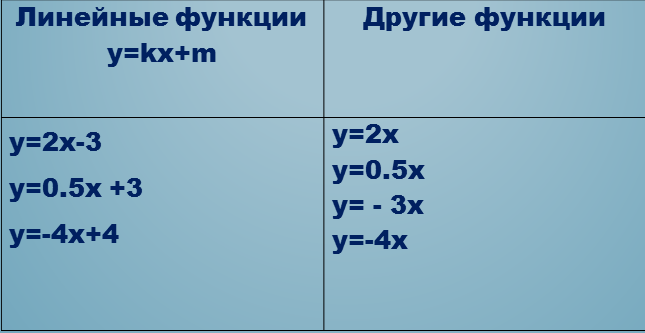 Линейные функции
y=kx+m
Другие функции
y=2x-3
y=0.5x +3
y=-4x+4
y=2x
y=0.5x
y= - 3x
y=-4x